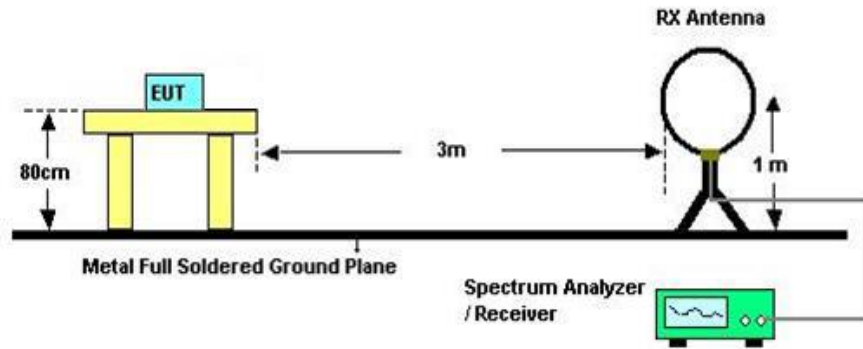 RX Antenna
EUT
80cm
3m
1 m
Metal Full Soldered Ground Plane
Spectrum Analyzer
/ Receiver